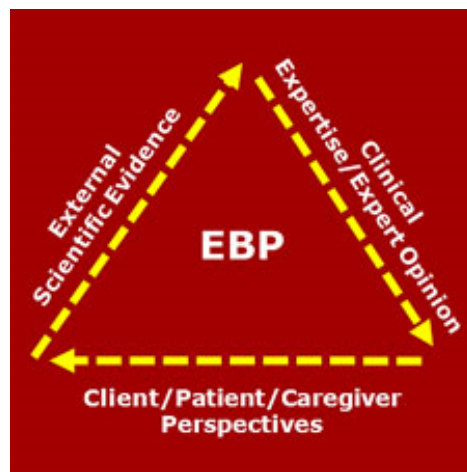 External
Scientific Evidence
Clinical
Expertise/Expert Opinion
EBP
Client/Patient/Caregiver
Perspectives